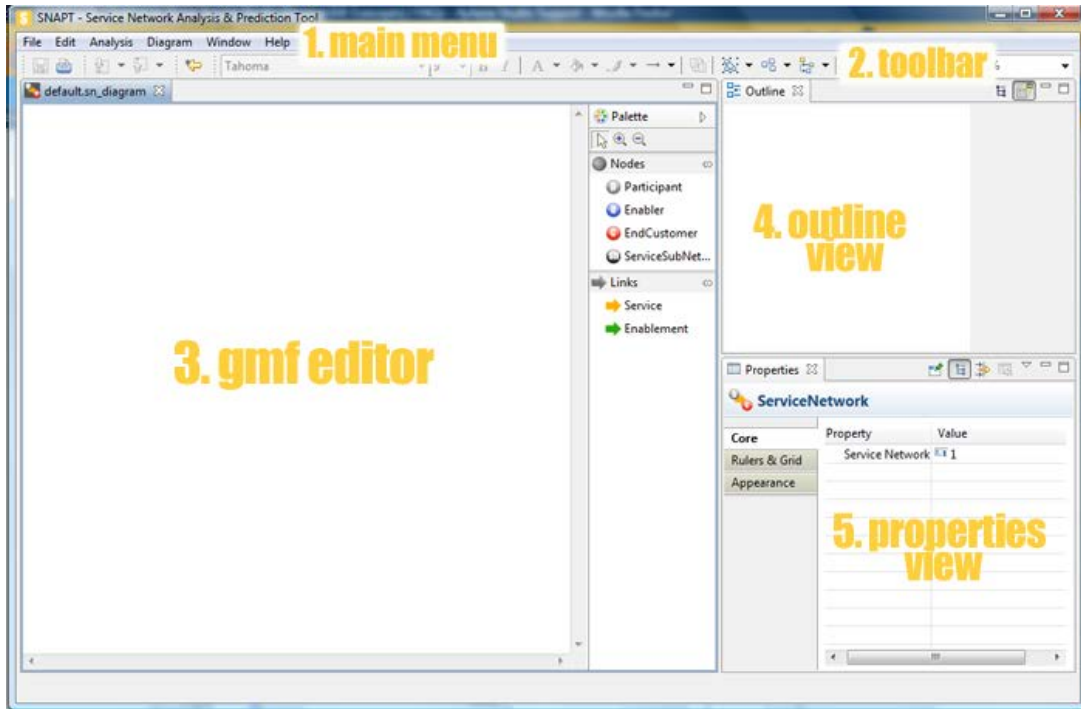 SNAPT - Service Network Analysis & Prediction Tool
File Edit Analysis Diagram Window Help
1. main menu
Tahoma
2. toolbar
default.sn_diagram
Outline
Palette
Nodes
Participant
Enabler
EndCustomer
ServiceSubNet...
Links
Service
Enablement
3. gmf editor
4. outline
view
Properties
ServiceNetwork
Core
Rulers & Grid
Appearance
Property Value
Service Network 1
5. properties
view